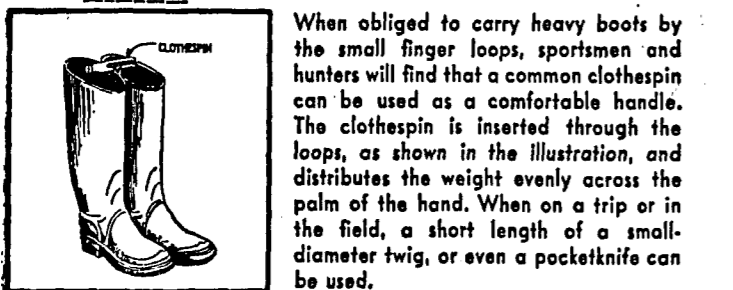 CLOTHESPIN
When obliged to carry heavy boots by
the small finger loops, sportsmen and
hunters will find that a common clothespin
can be used as a comfortable handle.
The clothespin is inserted through the
loops, as shown in the illustration, and
distributes the weight evenly across the
palm of the hand. When on a trip or in
the field, a short length of a small-
diameter twig, or even a pocketknife can
be used.